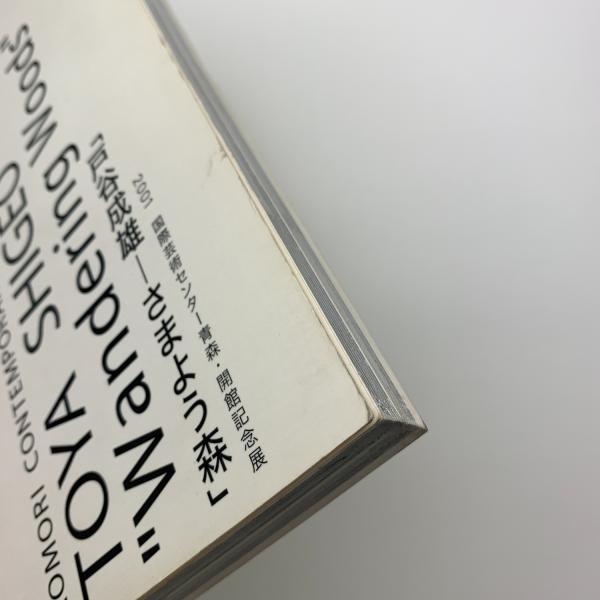 OMORI CONTEMPORA
TOYA SHIGEO
"Wandering Woods"
「戸谷成雄—さまよう森」
2001 国際芸術センター青森・開館記念展